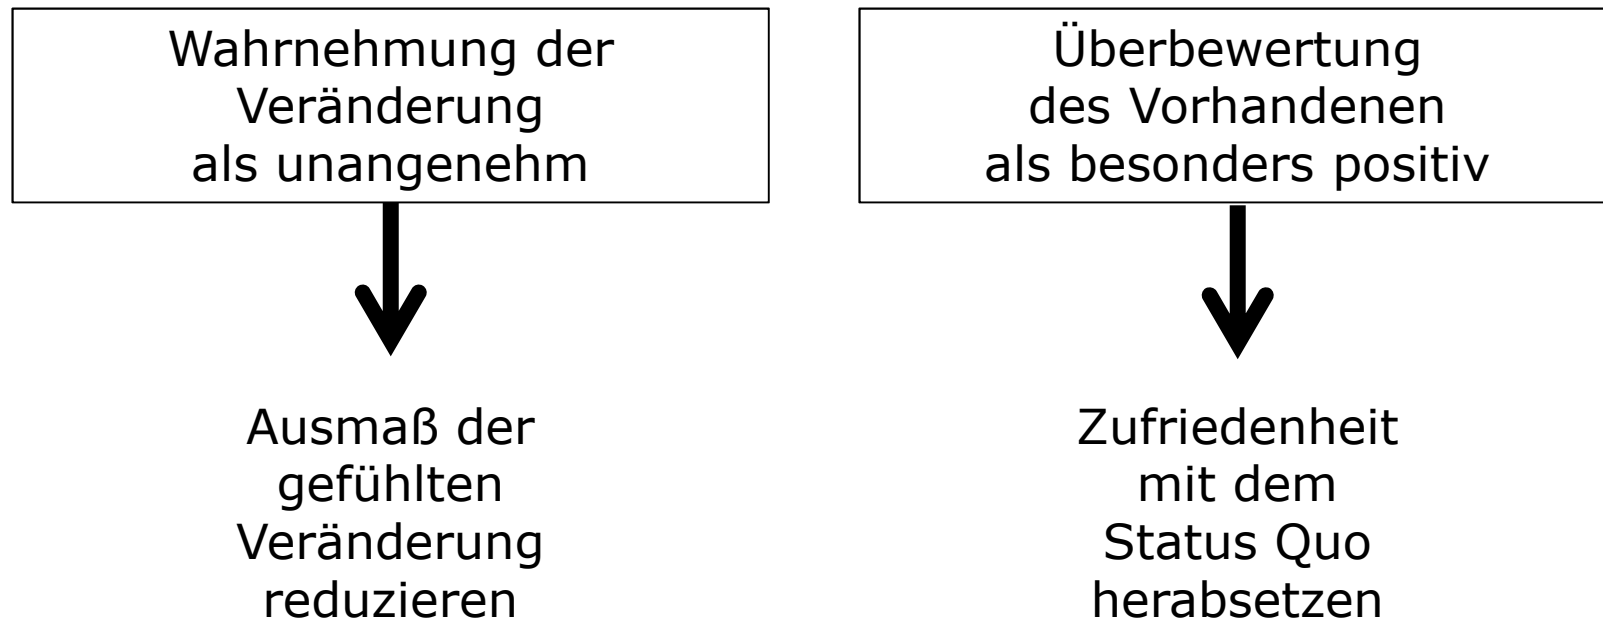 Wahrnehmung der
Veränderung
als unangenehm
Überbewertung
des Vorhandenen
als besonders positiv
Ausmaß der
gefühlten
Veränderung
reduzieren
Zufriedenheit
mit dem
Status Quo
herabsetzen